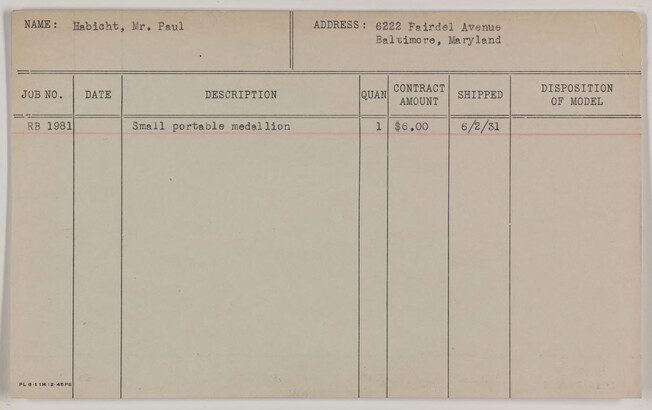 NAME: Habicht, Mr. Paul
ADDRESS: 6222 Fairdel Avenue
Baltimore, Maryland
JOB NO. DATE DESCRIPTION QUAN CONTRACT AMOUNT SHIPPED DISPOSITION OF MODEL
RB 1981 Small portable medallion 1 $6.00 6/2/31